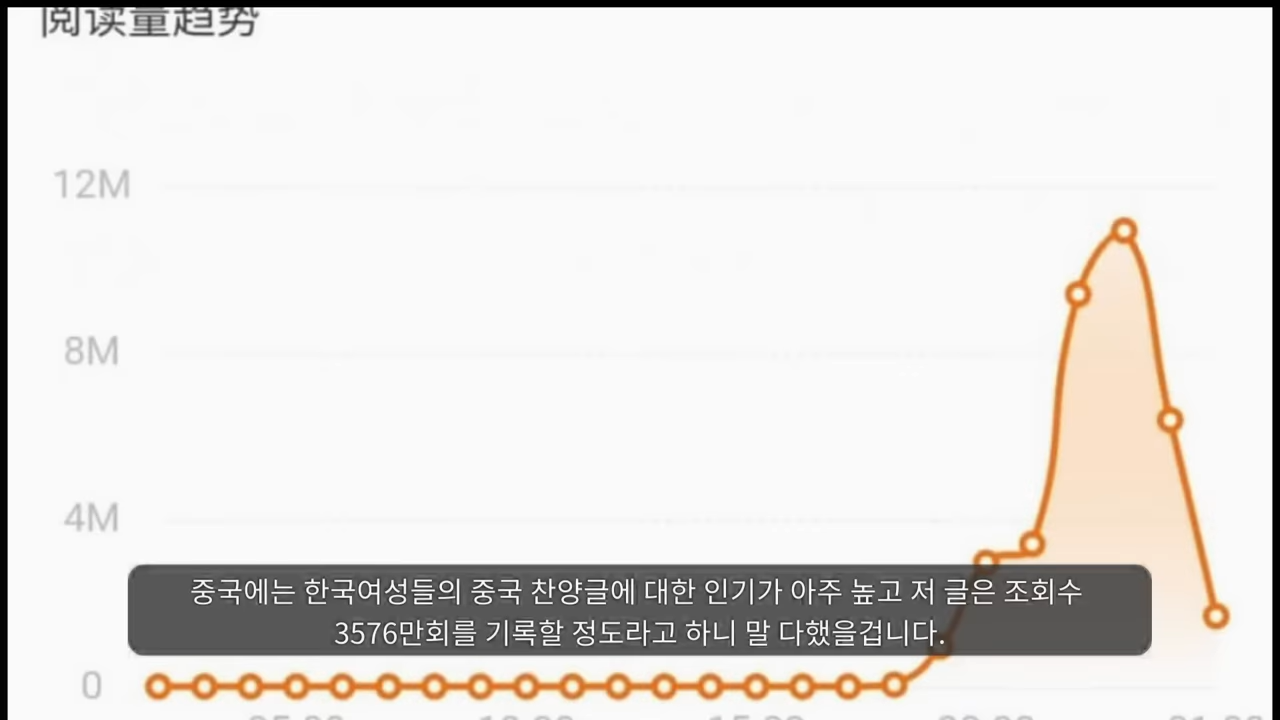 阅读量趋势
12M
8M
4M
중국에는 한국여성들의 중국 찬양글에 대한 인기가 아주 높고 저 글은 조회수
3576만회를 기록할 정도라고 하니 말 다했을겁니다.
0